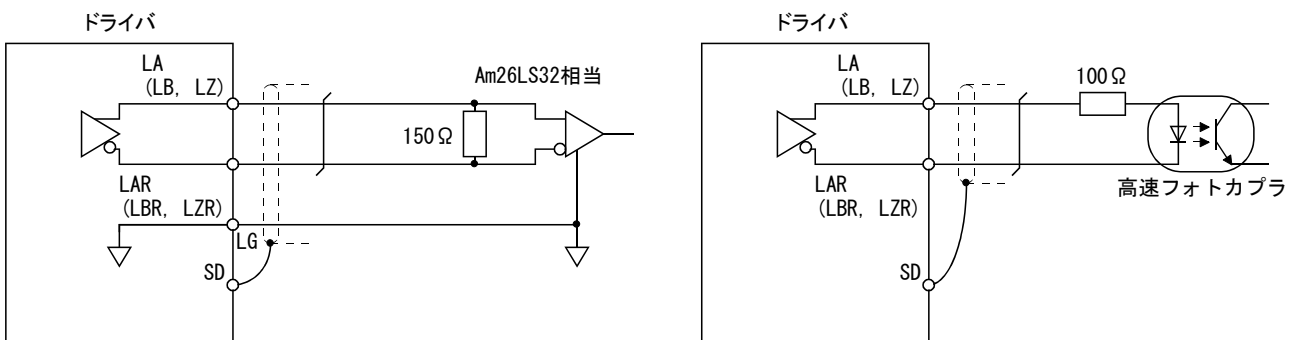 ドライバ
LA
(LB, LZ)
Am26LS32相当
150Ω
LAR
(LBR, LZR)
LG
SD
ドライバ
LA
(LB, LZ)
100Ω
LAR
(LBR, LZR)
高速フォトカプラ
SD